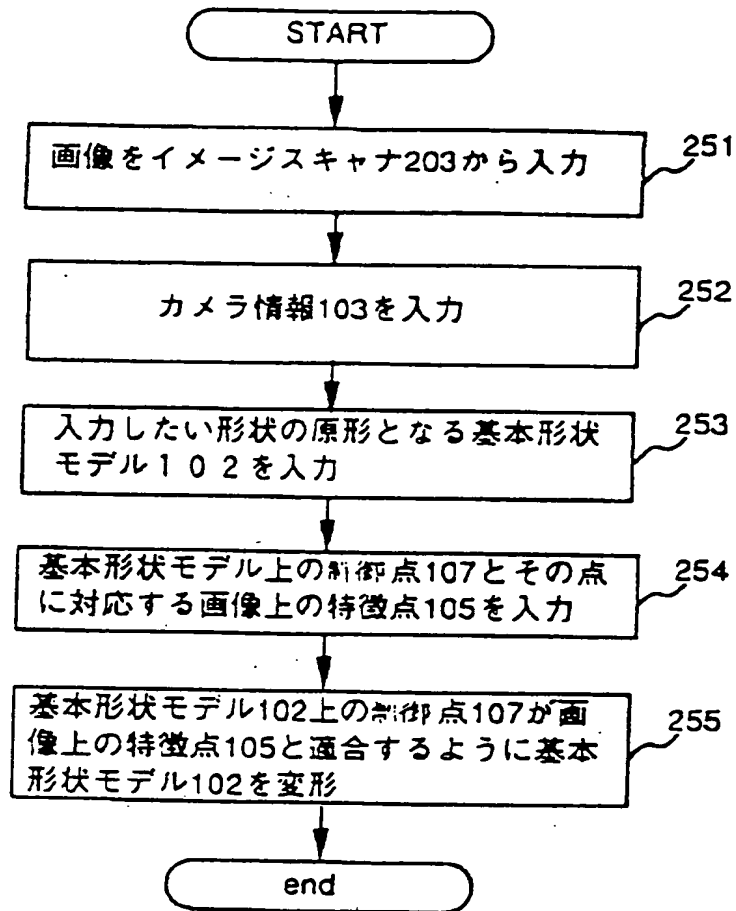 START
画像をイメージスキャナ203から入力
251
カメラ情報103を入力
252
入力したい形状の原形となる基本形状
モデル102を入力
253
基本形状モデル上の制御点107とその点
に対応する画像上の特徴点105を入力
254
基本形状モデル102上の制御点107が画
像上の特徴点105と適合するように基本
形状モデル102を変形
255
end